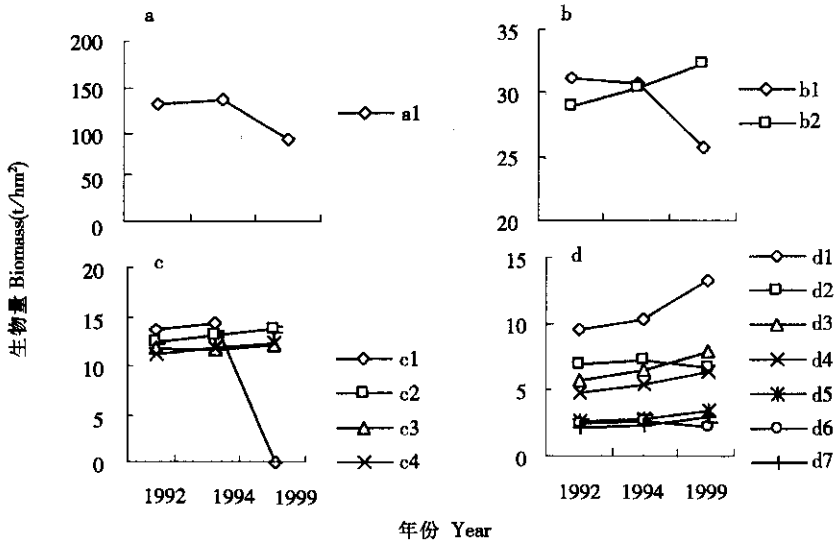 生物量 Biomass(t/hm²)
a
200
150
100
50
0
a1
b
35
30
25
20
b1
b2
c
20
15
10
5
0
1992 1994 1999
c1
c2
c3
c4
d
15
10
5
0
1992 1994 1999
d1
d2
d3
d4
d5
d6
d7
年份 Year